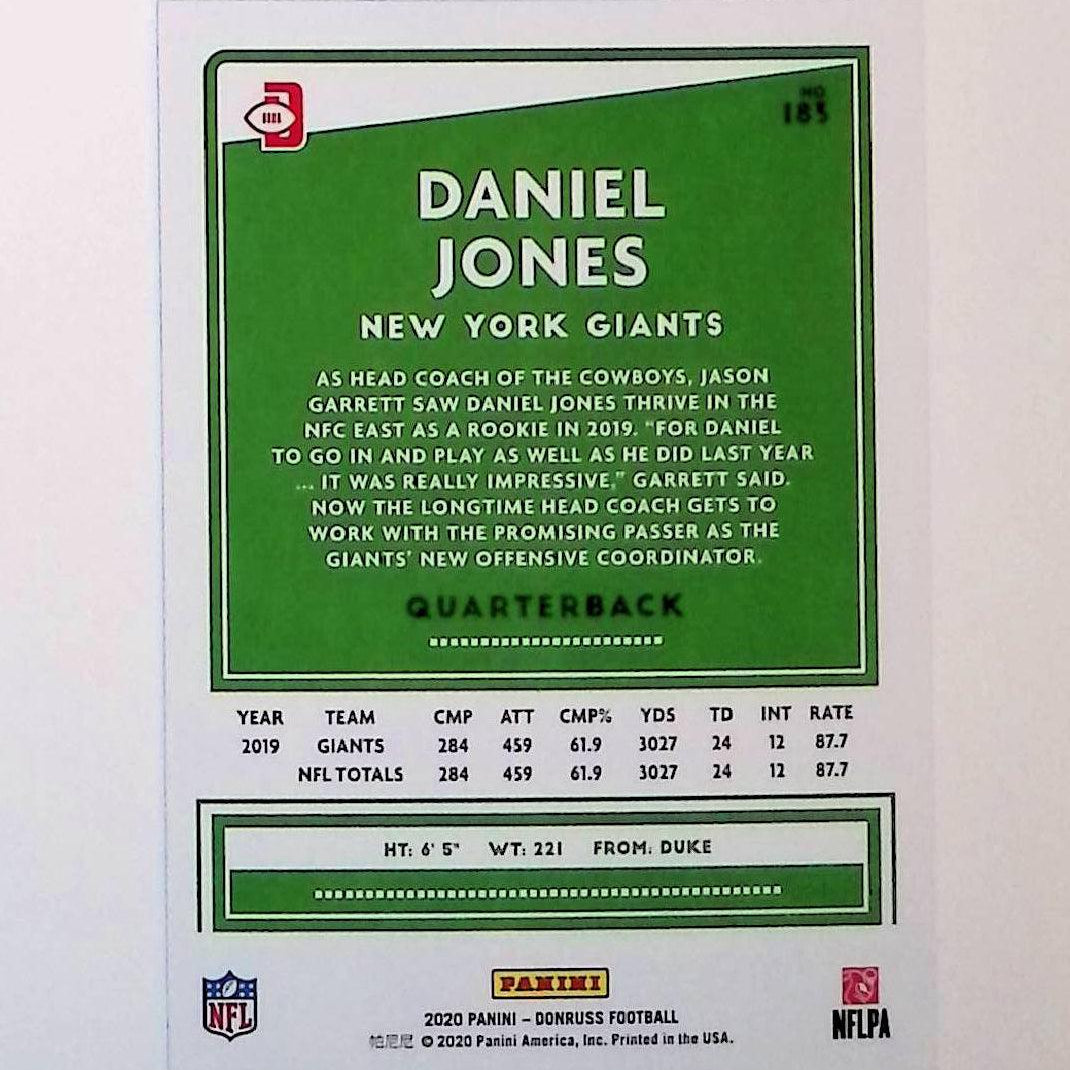 D
NO
185
DANIEL
JONES
NEW YORK GIANTS
AS HEAD COACH OF THE COWBOYS, JASON
GARRETT SAW DANIEL JONES THRIVE IN THE
NFC EAST AS A ROOKIE IN 2019. "FOR DANIEL
TO GO IN AND PLAY AS WELL AS HE DID LAST YEAR
... IT WAS REALLY IMPRESSIVE," GARRETT SAID.
NOW THE LONGTIME HEAD COACH GETS TO
WORK WITH THE PROMISING PASSER AS THE
GIANTS' NEW OFFENSIVE COORDINATOR.
QUARTERBACK
YEAR TEAM CMP ATT CMP% YDS TD INT RATE
2019 GIANTS 284 459 61.9 3027 24 12 87.7
NFL TOTALS 284 459 61.9 3027 24 12 87.7
HT: 6' 5" WT: 221 FROM: DUKE
NFL
PANINI
2020 PANINI – DONRUSS FOOTBALL
帕尼尼 © 2020 Panini America, Inc. Printed in the USA.
NFLPA